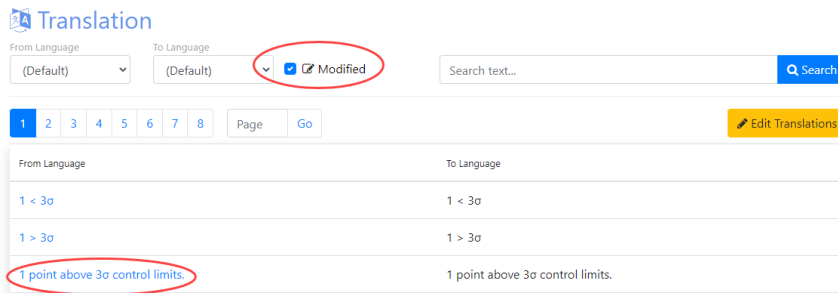 Translation
From Language To Language
(Default) (Default) Modified Search text... Search
1 2 3 4 5 6 7 8 Page Go Edit Translations
From Language To Language
1 < 3σ 1 < 3σ
1 > 3σ 1 > 3σ
1 point above 3σ control limits. 1 point above 3σ control limits.